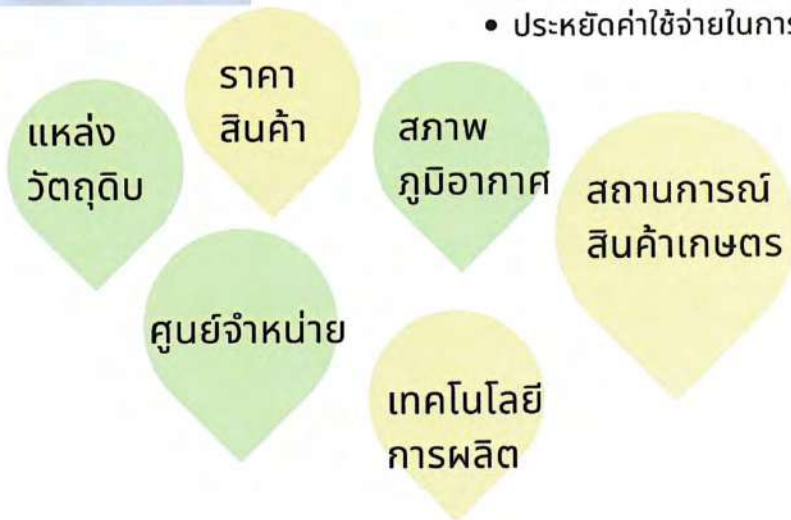 • ประหยัดค่าใช้จ่ายในการ
ราคา
สินค้า
แหล่ง
วัตถุดิบ
สภาพ
ภูมิอากาศ
สถานการณ์
สินค้าเกษตร
ศูนย์จำหน่าย
เทคโนโลยี
การผลิต